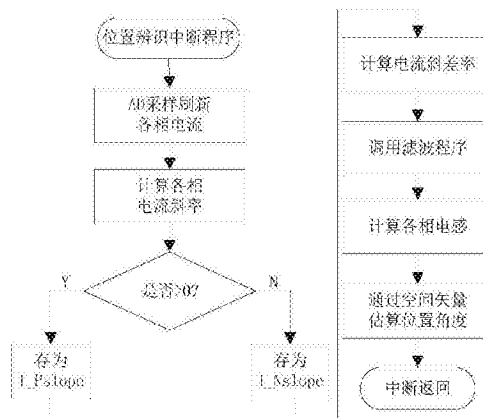 位置辨识中断程序
AD采样刷新
各相电流
计算各相
电流斜率
是否>0?
Y
N
存为
I_Pslope
存为
I_Nslope
计算电流斜差率
调用滤波程序
计算各相电感
通过空间矢量
估算位置角度
中断返回